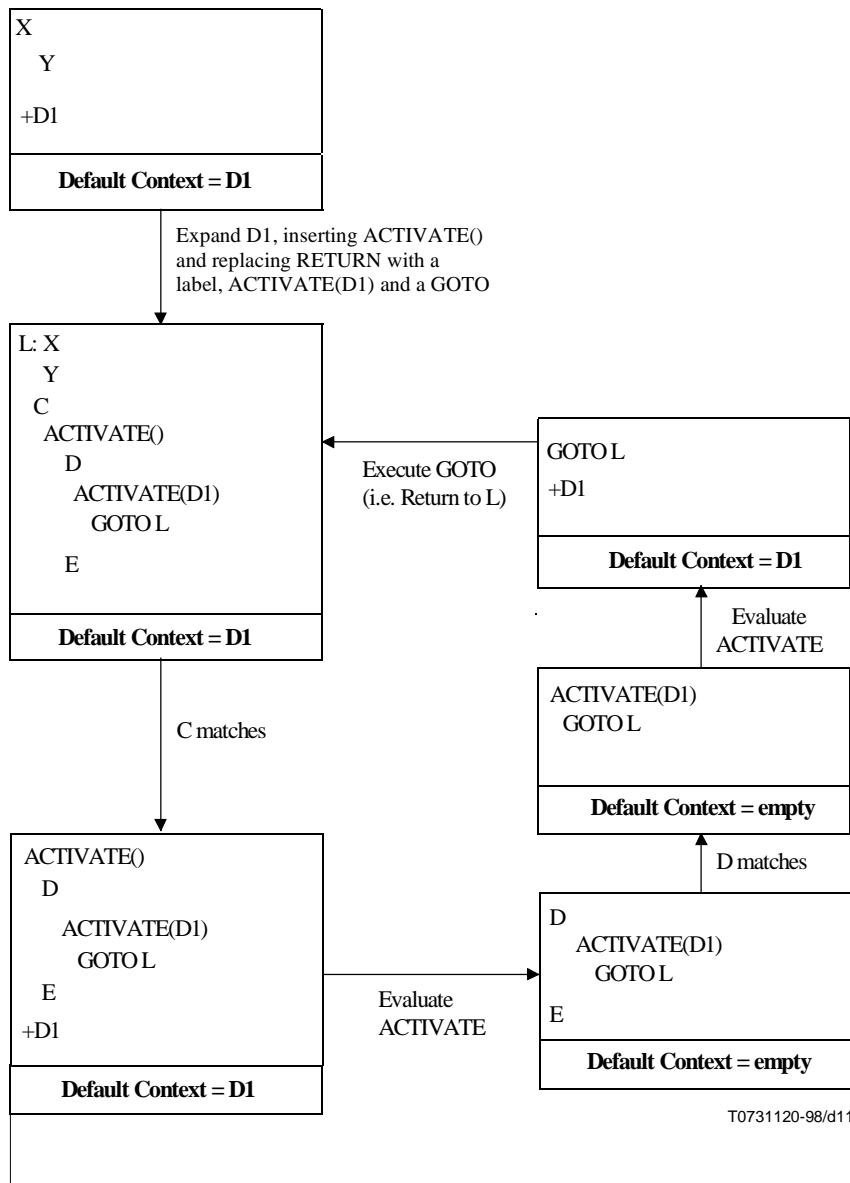 X
Y
+D1
Default Context = D1
Expand D1, inserting ACTIVATE()
and replacing RETURN with a
label, ACTIVATE(D1) and a GOTO
L: X
Y
C
ACTIVATE()
D
ACTIVATE(D1)
GOTO L
E
Default Context = D1
Execute GOTO
(i.e. Return to L)
GOTO L
+D1
Default Context = D1
Evaluate
ACTIVATE
ACTIVATE(D1)
GOTO L
Default Context = empty
C matches
D matches
ACTIVATE()
D
ACTIVATE(D1)
GOTO L
E
+D1
Default Context = D1
Evaluate
ACTIVATE
D
ACTIVATE(D1)
GOTO L
E
Default Context = empty
T0731120-98/d11